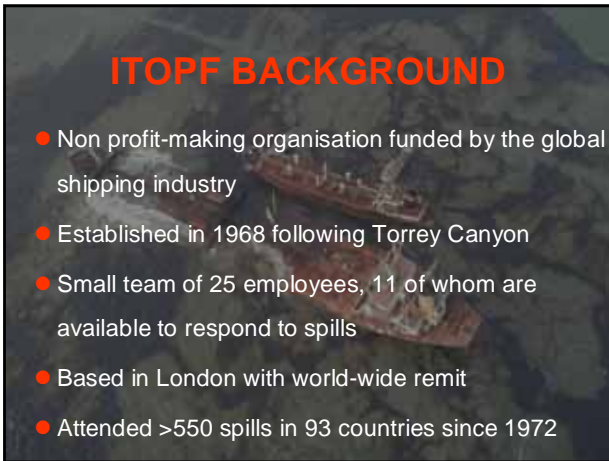 ITOPF BACKGROUND
● Non profit-making organisation funded by the global
shipping industry
● Established in 1968 following Torrey Canyon
● Small team of 25 employees, 11 of whom are
available to respond to spills
● Based in London with world-wide remit
● Attended >550 spills in 93 countries since 1972